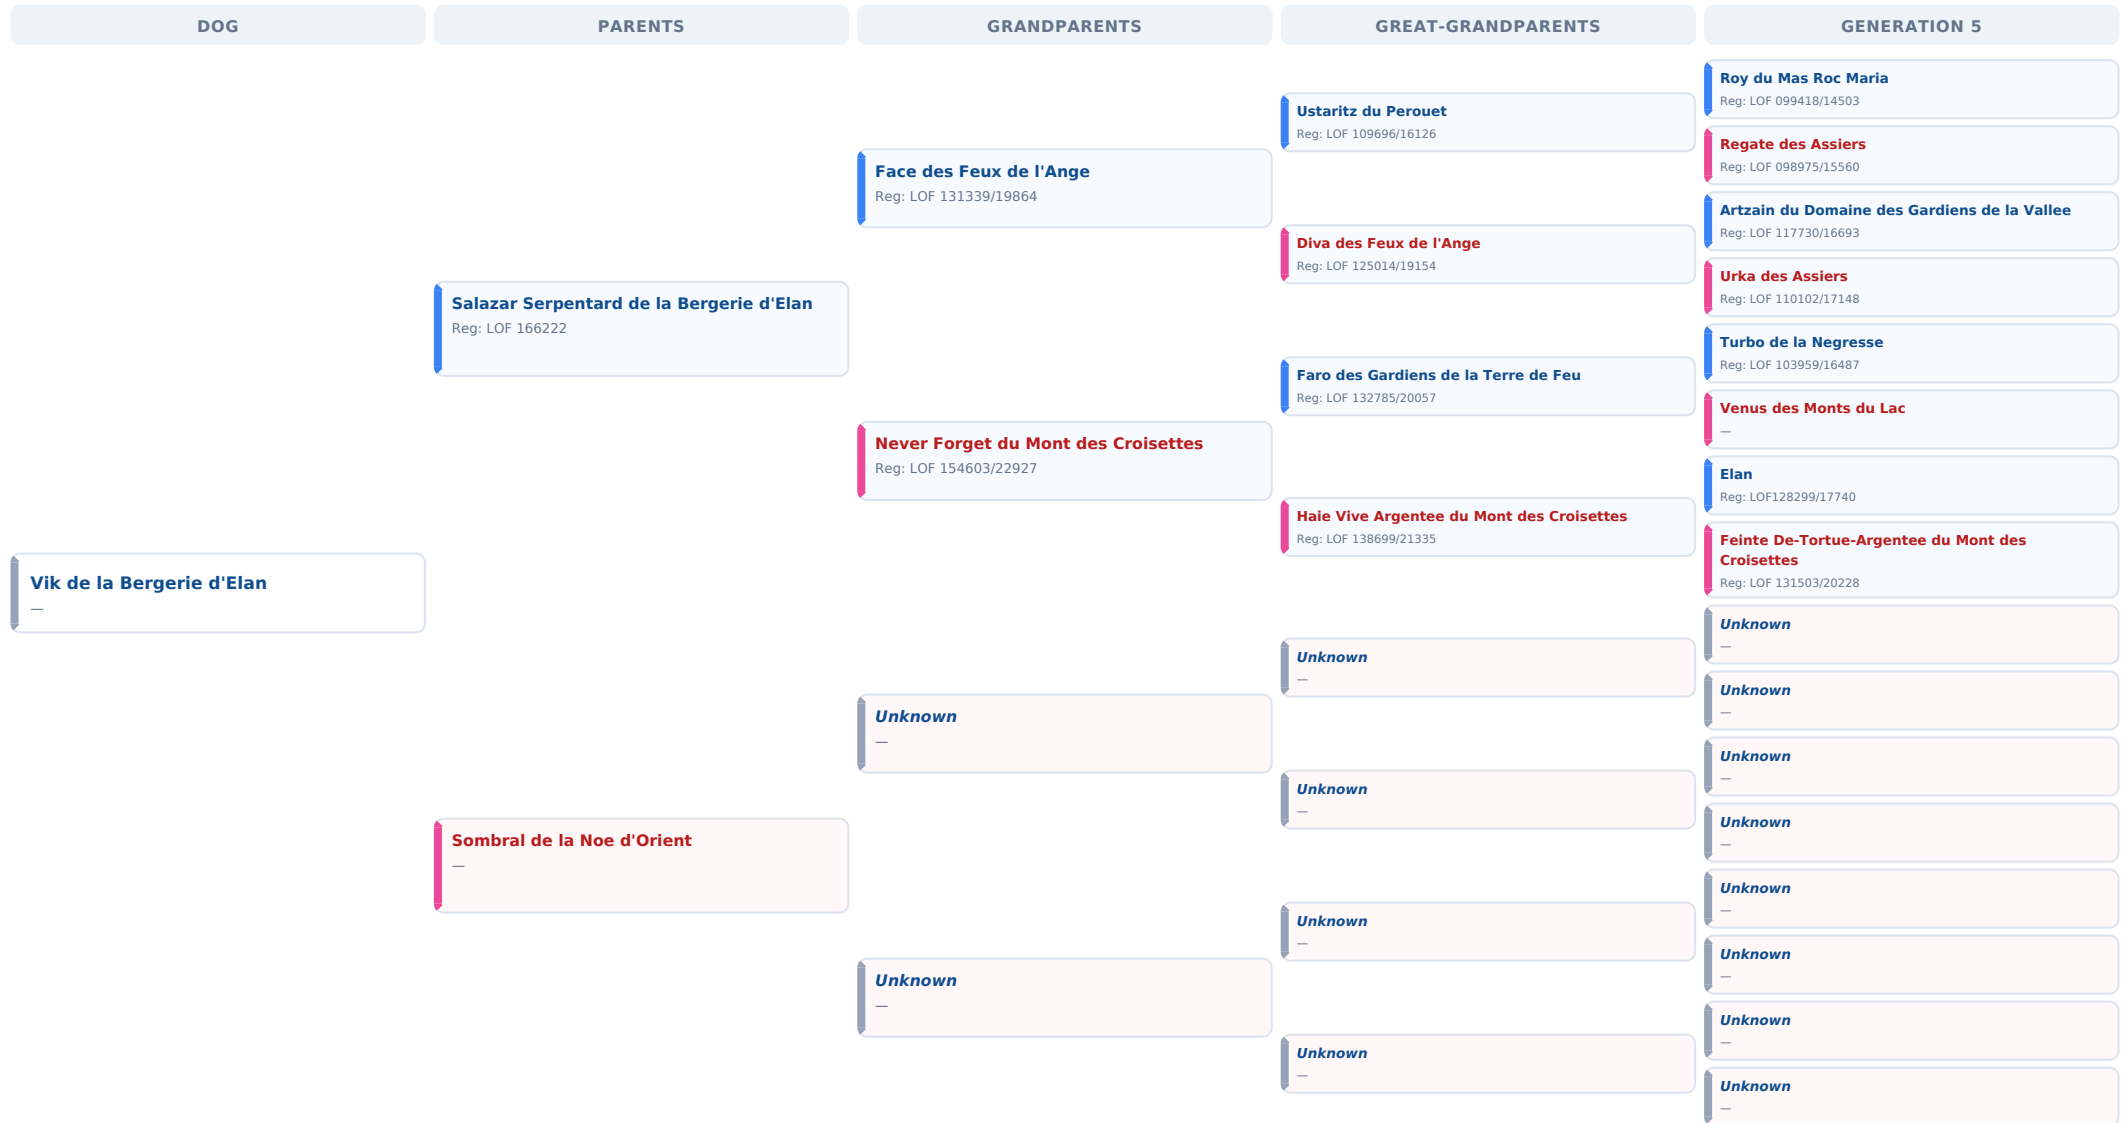 DOG
PARENTS
GRANDPARENTS
GREAT-GRANDPARENTS
GENERATION 5
Vik de la Bergerie d'Elan
—
Salazar Serpentard de la Bergerie d'Elan
Reg: LOF 166222
Sombral de la Noe d'Orient
—
Face des Feux de l'Ange
Reg: LOF 131339/19864
Never Forget du Mont des Croisettes
Reg: LOF 154603/22927
Unknown
—
Unknown
—
Ustaritz du Perouet
Reg: LOF 109696/16126
Diva des Feux de l'Ange
Reg: LOF 125014/19154
Faro des Gardiens de la Terre de Feu
Reg: LOF 132785/20057
Haie Vive Argentee du Mont des Croisettes
Reg: LOF 138699/21335
Unknown
—
Unknown
—
Unknown
—
Unknown
—
Roy du Mas Roc Maria
Reg: LOF 099418/14503
Regate des Assiers
Reg: LOF 098975/15560
Artzain du Domaine des Gardiens de la Vallee
Reg: LOF 117730/16693
Urka des Assiers
Reg: LOF 110102/17148
Turbo de la Negresse
Reg: LOF 103959/16487
Venus des Monts du Lac
—
Elan
Reg: LOF128299/17740
Feinte De-Tortue-Argentee du Mont des
Croisettes
Reg: LOF 131503/20228
Unknown
—
Unknown
—
Unknown
—
Unknown
—
Unknown
—
Unknown
—
Unknown
—
Unknown
—